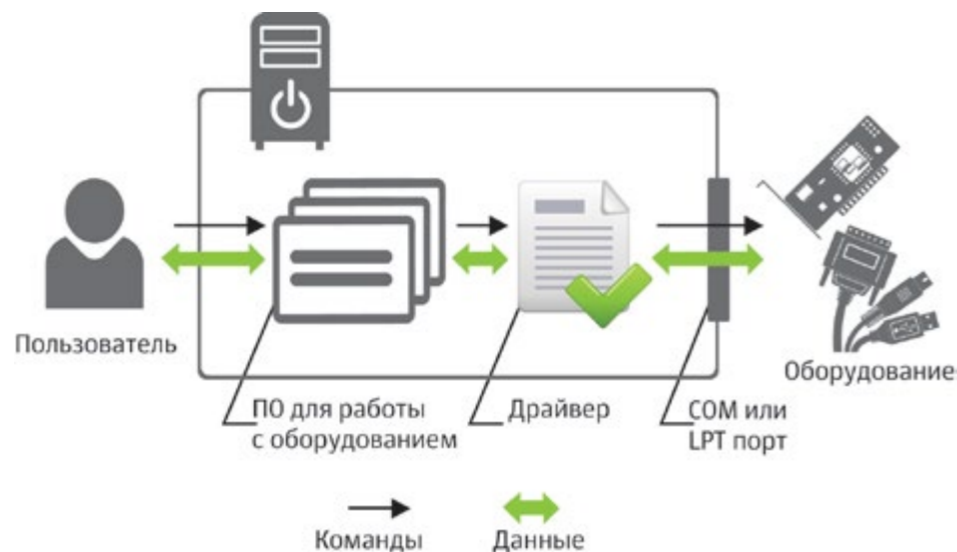 Пользователь
Оборудование
ПО для работы
с оборудованием
Драйвер
COM или
LPT порт
Команды
Данные